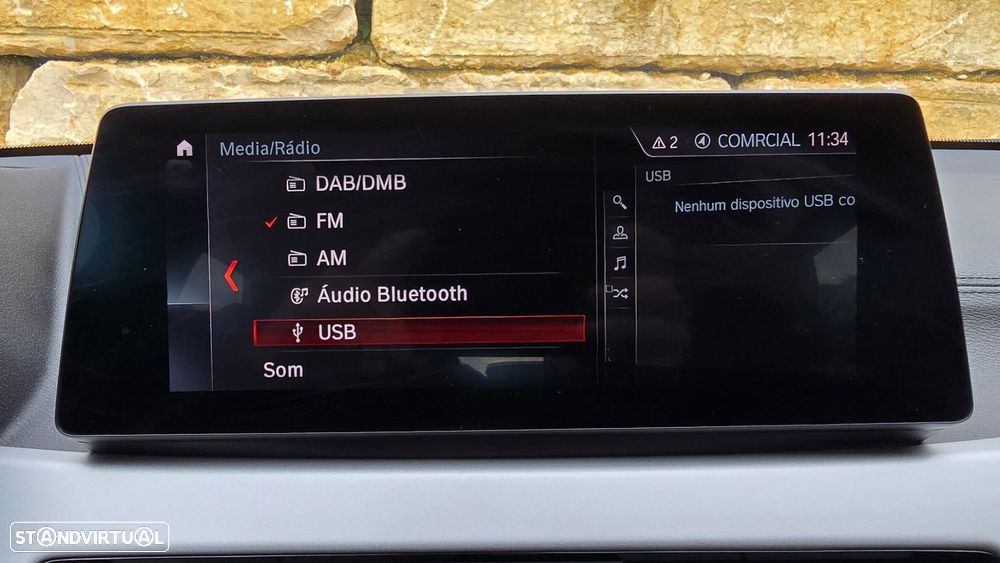 Media/Rádio
2 COMRCIAL 11:34
DAB/DMB
FM
AM
Áudio Bluetooth
USB
Som
USB
Nenhum dispositivo USB co
STANDVIRTUAL